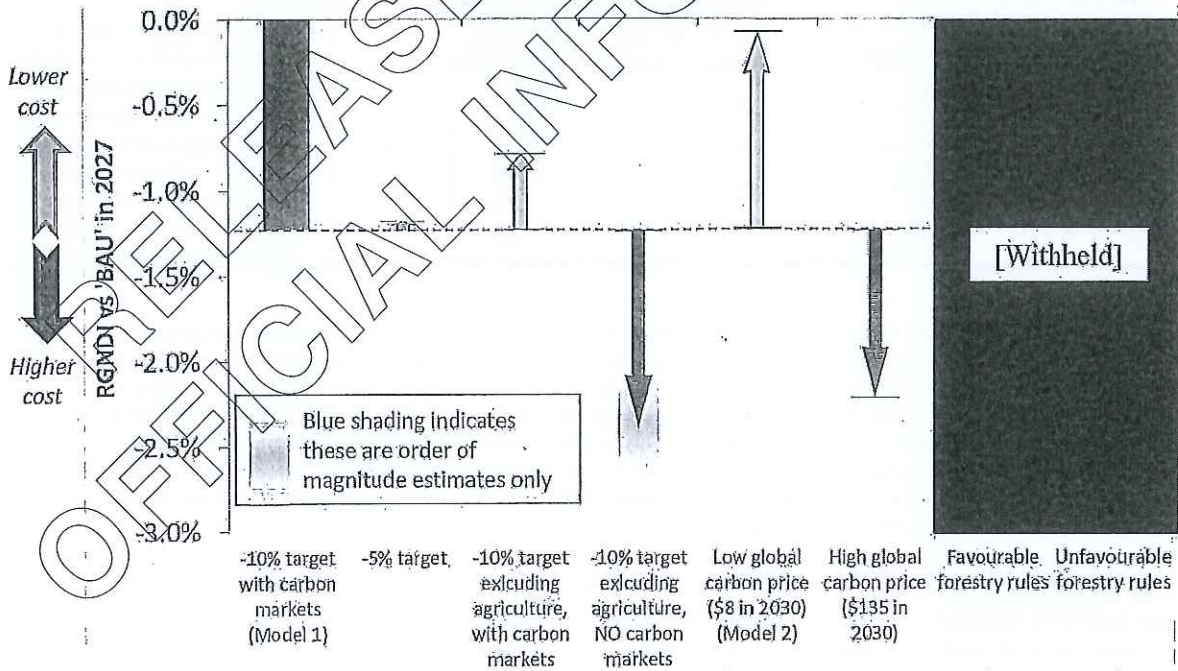 0.0%
-0.5%
-1.0%
-1.5%
-2.0%
-2.5%
-3.0%
Lower
cost
Higher
cost
RGNDI vs 'BAU' in 2027
[Withheld]
Blue shading indicates
these are order of
magnitude estimates only
-10% target
with carbon
markets
(Model 1)
-5% target
-10% target
exlcuding
agriculture,
with carbon
markets
-10% target
exlcuding
agriculture,
NO carbon
markets
Low global
carbon price
($8 in 2030)
(Model 2)
High global
carbon price
($135 in
2030)
Favourable
forestry rules
Unfavourable
forestry rules
RELEASE
OFFICIAL INFO